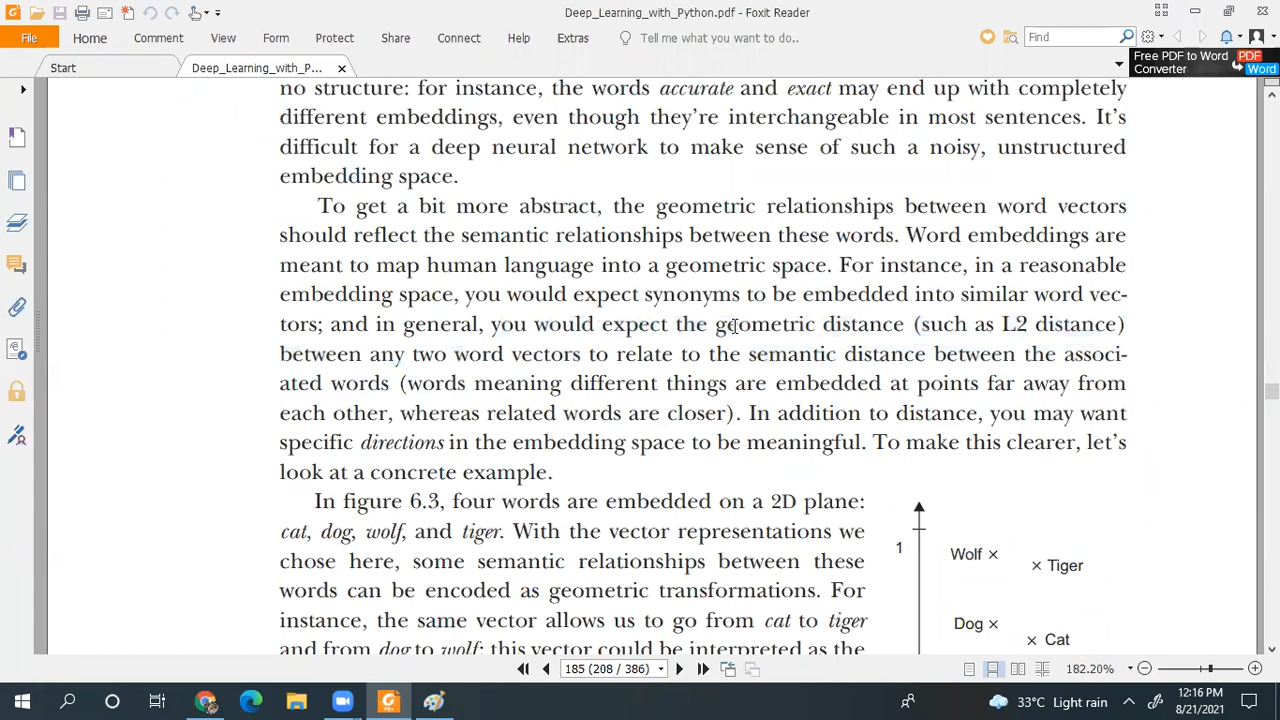 Deep_Learning_with_Python.pdf - Foxit Reader
File Home Comment View Form Protect Share Connect Help Extras Tell me what you want to do.. Find
Start Deep_Learning_with_P... Free PDF to Word PDF
Converter Word
no structure: for instance, the words accurate and exact may end up with completely
different embeddings, even though they're interchangeable in most sentences. It's
difficult for a deep neural network to make sense of such a noisy, unstructured
embedding space.
To get a bit more abstract, the geometric relationships between word vectors
should reflect the semantic relationships between these words. Word embeddings are
meant to map human language into a geometric space. For instance, in a reasonable
embedding space, you would expect synonyms to be embedded into similar word vec-
tors; and in general, you would expect the geometric distance (such as L2 distance)
between any two word vectors to relate to the semantic distance between the associ-
ated words (words meaning different things are embedded at points far away from
each other, whereas related words are closer). In addition to distance, you may want
specific directions in the embedding space to be meaningful. To make this clearer, let's
look at a concrete example.
In figure 6.3, four words are embedded on a 2D plane:
cat, dog, wolf, and tiger. With the vector representations we
chose here, some semantic relationships between these
words can be encoded as geometric transformations. For
instance, the same vector allows us to go from cat to tiger
and from dog to wolf: this vector could be interpreted as the
1
Wolf ×
× Tiger
Dog ×
× Cat
185 (208 / 386) 182.20%
33°C Light rain
12:16 PM
8/21/2021